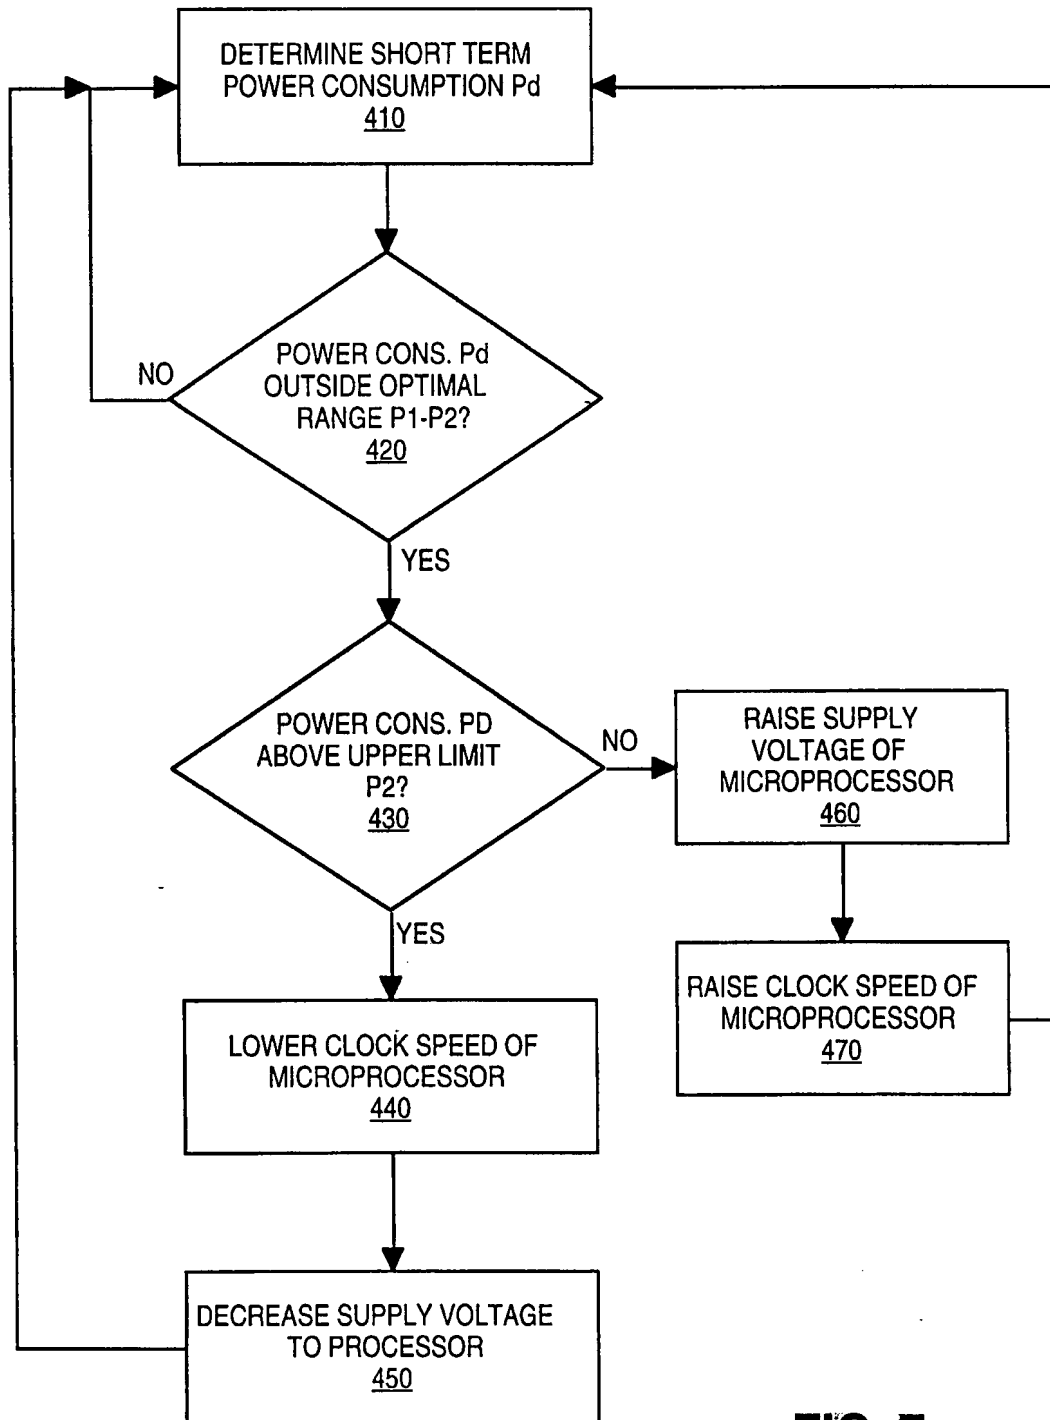 DETERMINE SHORT TERM
POWER CONSUMPTION Pd
410
POWER CONS. Pd
OUTSIDE OPTIMAL
RANGE P1-P2?
420
NO
YES
POWER CONS. PD
ABOVE UPPER LIMIT
P2?
430
NO
RAISE SUPPLY
VOLTAGE OF
MICROPROCESSOR
460
YES
RAISE CLOCK SPEED OF
MICROPROCESSOR
470
LOWER CLOCK SPEED OF
MICROPROCESSOR
440
DECREASE SUPPLY VOLTAGE
TO PROCESSOR
450